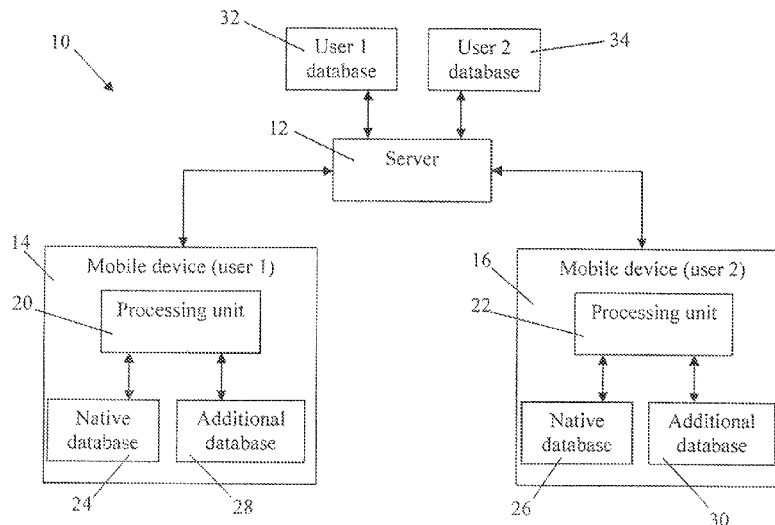 32
User 1
database
User 2
database
34
10
12
Server
14
Mobile device (user 1)
20
Processing unit
Native
database
Additional
database
24
28
16
Mobile device (user 2)
22
Processing unit
Native
database
Additional
database
26
30